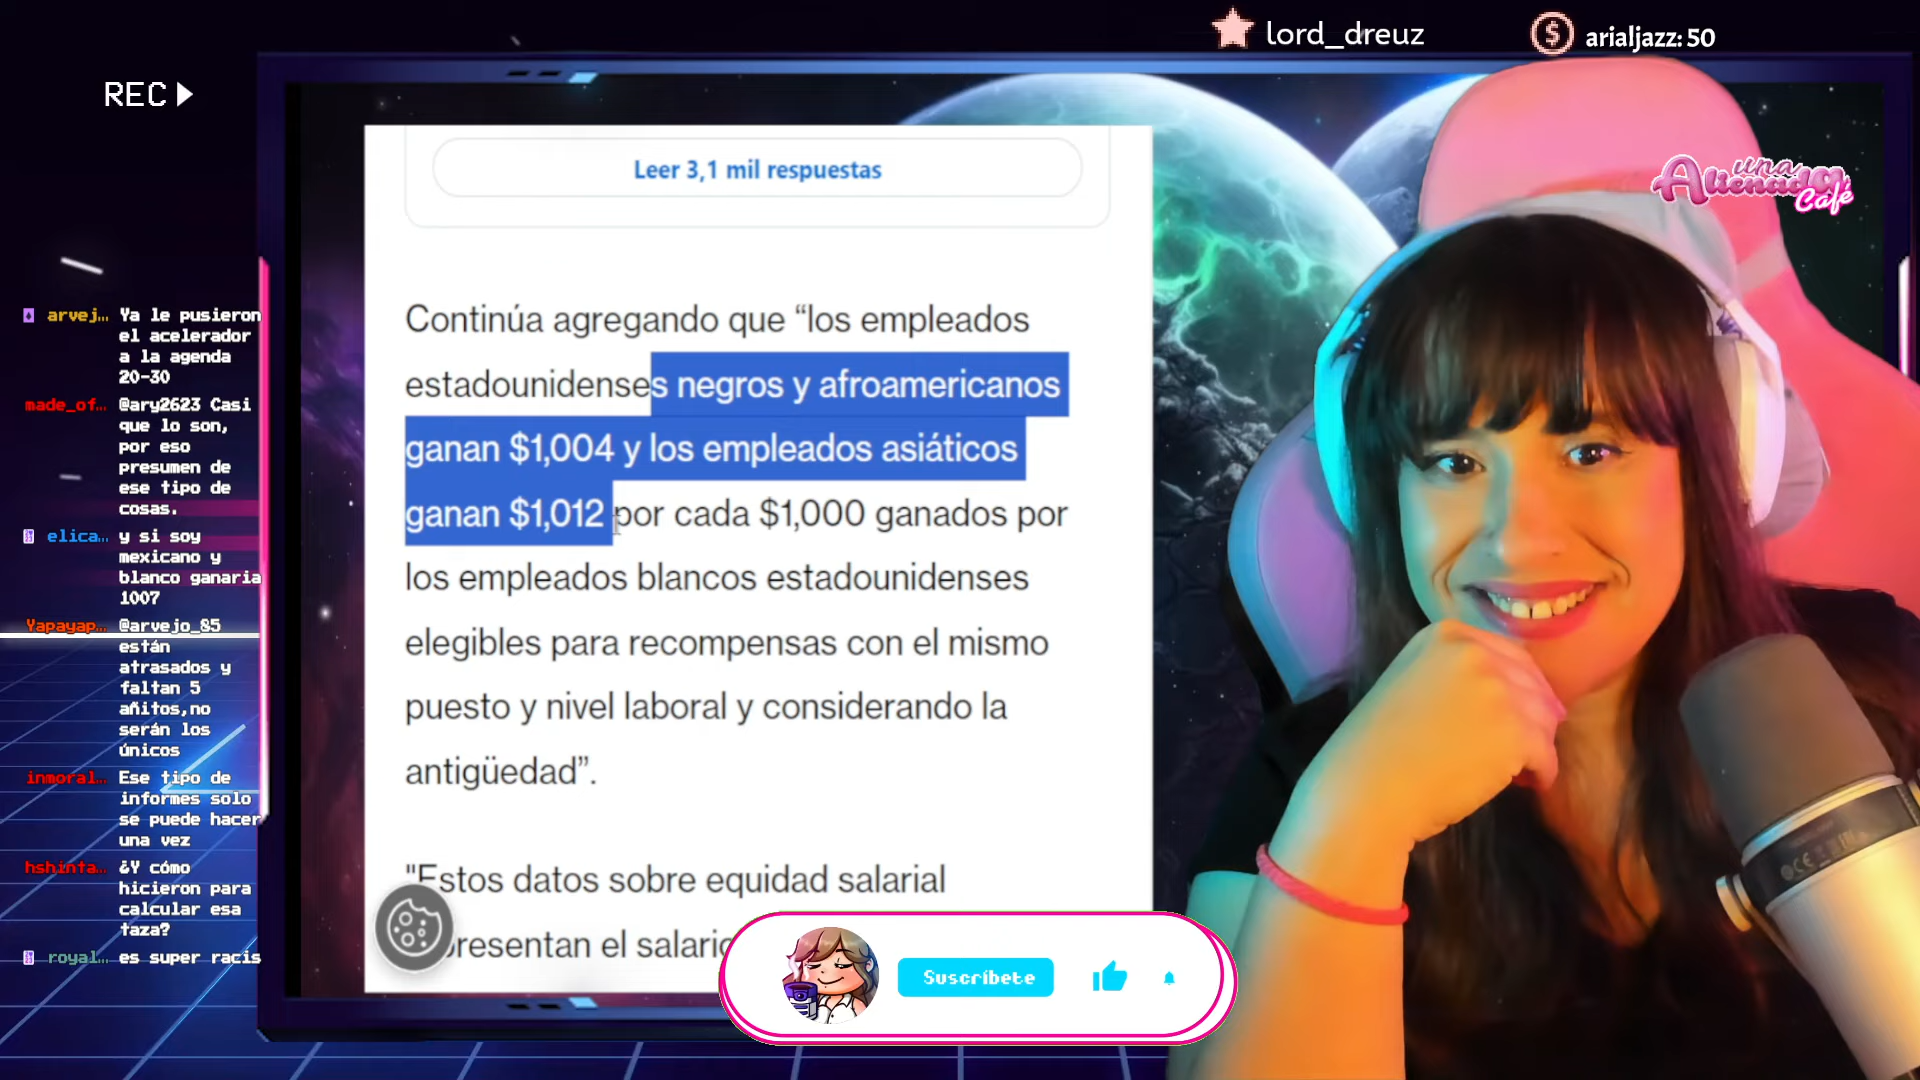 lord_dreuz
arialjazz: 50
REC
una
Alienada
Café
Leer 3,1 mil respuestas
Continúa agregando que “los empleados
estadounidenses negros y afroamericanos
ganan $1,004 y los empleados asiáticos
ganan $1,012 por cada $1,000 ganados por
los empleados blancos estadounidenses
elegibles para recompensas con el mismo
puesto y nivel laboral y considerando la
antigüedad”.
"Estos datos sobre equidad salarial
presentan el salario
arvej… Ya le pusieron
el acelerador
a la agenda
20-30
made_of… @ary2623 Casi
que lo son,
por eso
presumen de
ese tipo de
cosas.
elica… y si soy
mexicano y
blanco ganaria
1007
Yapayap… @arvejo_85
están
atrasados y
faltan 5
añitos,no
serán los
únicos
inmoral… Ese tipo de
informes solo
se puede hacer
una vez
hshinta… ¿Y cómo
hicieron para
calcular esa
taza?
royal… es super racis
Suscríbete